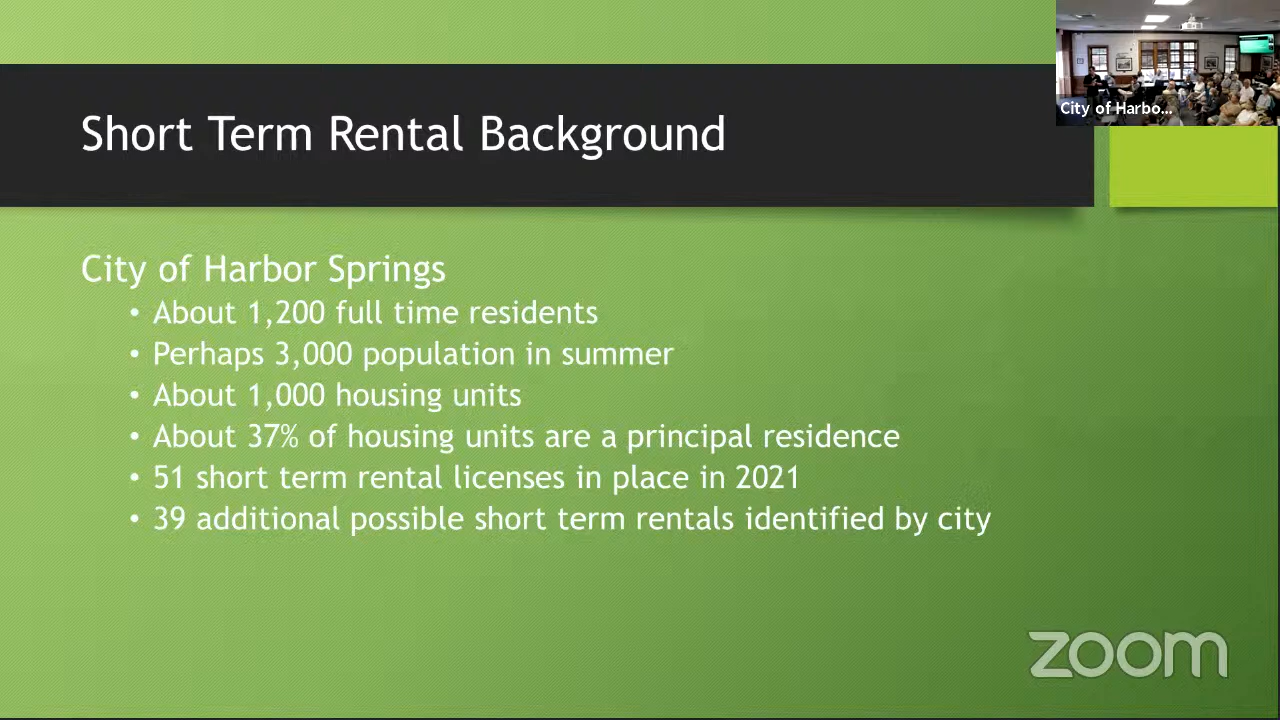 City of Harbo...
Short Term Rental Background
City of Harbor Springs
• About 1,200 full time residents
• Perhaps 3,000 population in summer
• About 1,000 housing units
• About 37% of housing units are a principal residence
• 51 short term rental licenses in place in 2021
• 39 additional possible short term rentals identified by city
zoom